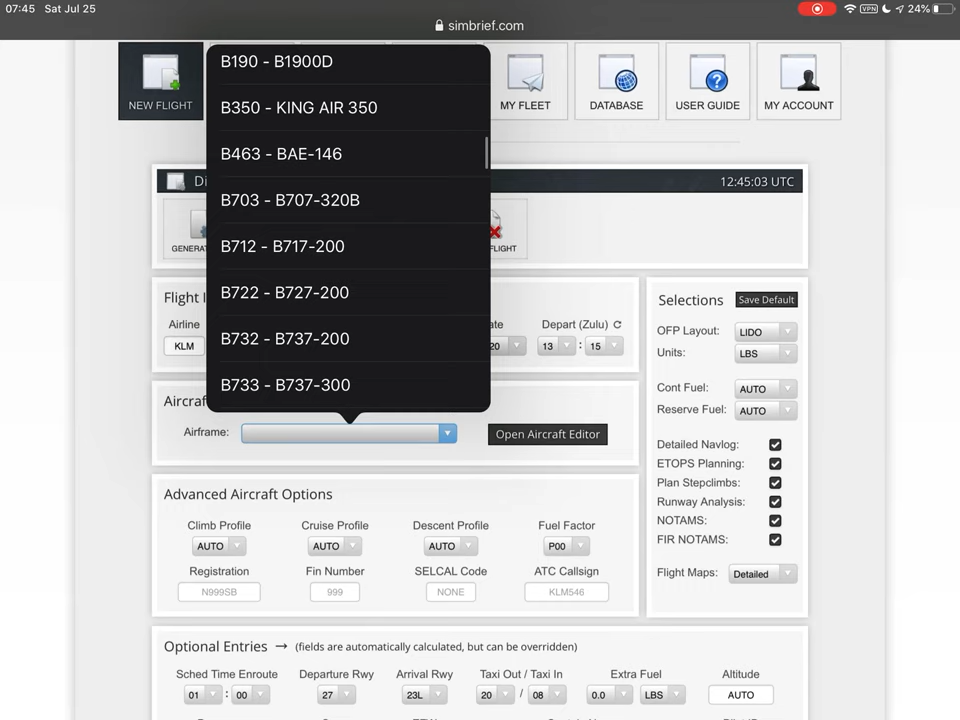 07:45 Sat Jul 25
VPN 24%
simbrief.com
NEW FLIGHT
MY FLEET
DATABASE
USER GUIDE
MY ACCOUNT
B190 - B1900D
B350 - KING AIR 350
B463 - BAE-146
B703 - B707-320B
B712 - B717-200
B722 - B727-200
B732 - B737-200
B733 - B737-300
Di
12:45:03 UTC
GENERA
FLIGHT
Flight I
Airline
ate
Depart (Zulu)
KLM
20
13 : 15
Aircraf
Airframe:
Open Aircraft Editor
Advanced Aircraft Options
Climb Profile
Cruise Profile
Descent Profile
Fuel Factor
AUTO
AUTO
AUTO
P00
Registration
Fin Number
SELCAL Code
ATC Callsign
N999SB
999
NONE
KLM546
Selections
Save Default
OFP Layout: LIDO
Units: LBS
Cont Fuel: AUTO
Reserve Fuel: AUTO
Detailed Navlog:
ETOPS Planning:
Plan Stepclimbs:
Runway Analysis:
NOTAMS:
FIR NOTAMS:
Flight Maps: Detailed
Optional Entries → (fields are automatically calculated, but can be overridden)
Sched Time Enroute
Departure Rwy
Arrival Rwy
Taxi Out / Taxi In
Extra Fuel
Altitude
01 : 00
27
23L
20 / 08
0.0 LBS
AUTO